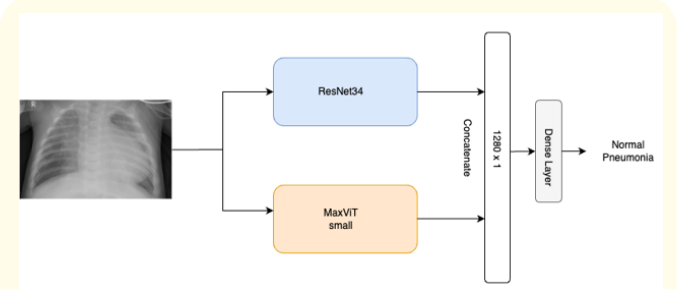 ResNet34
MaxViT
small
Concatenate
1280 x 1
Dense Layer
Normal
Pneumonia